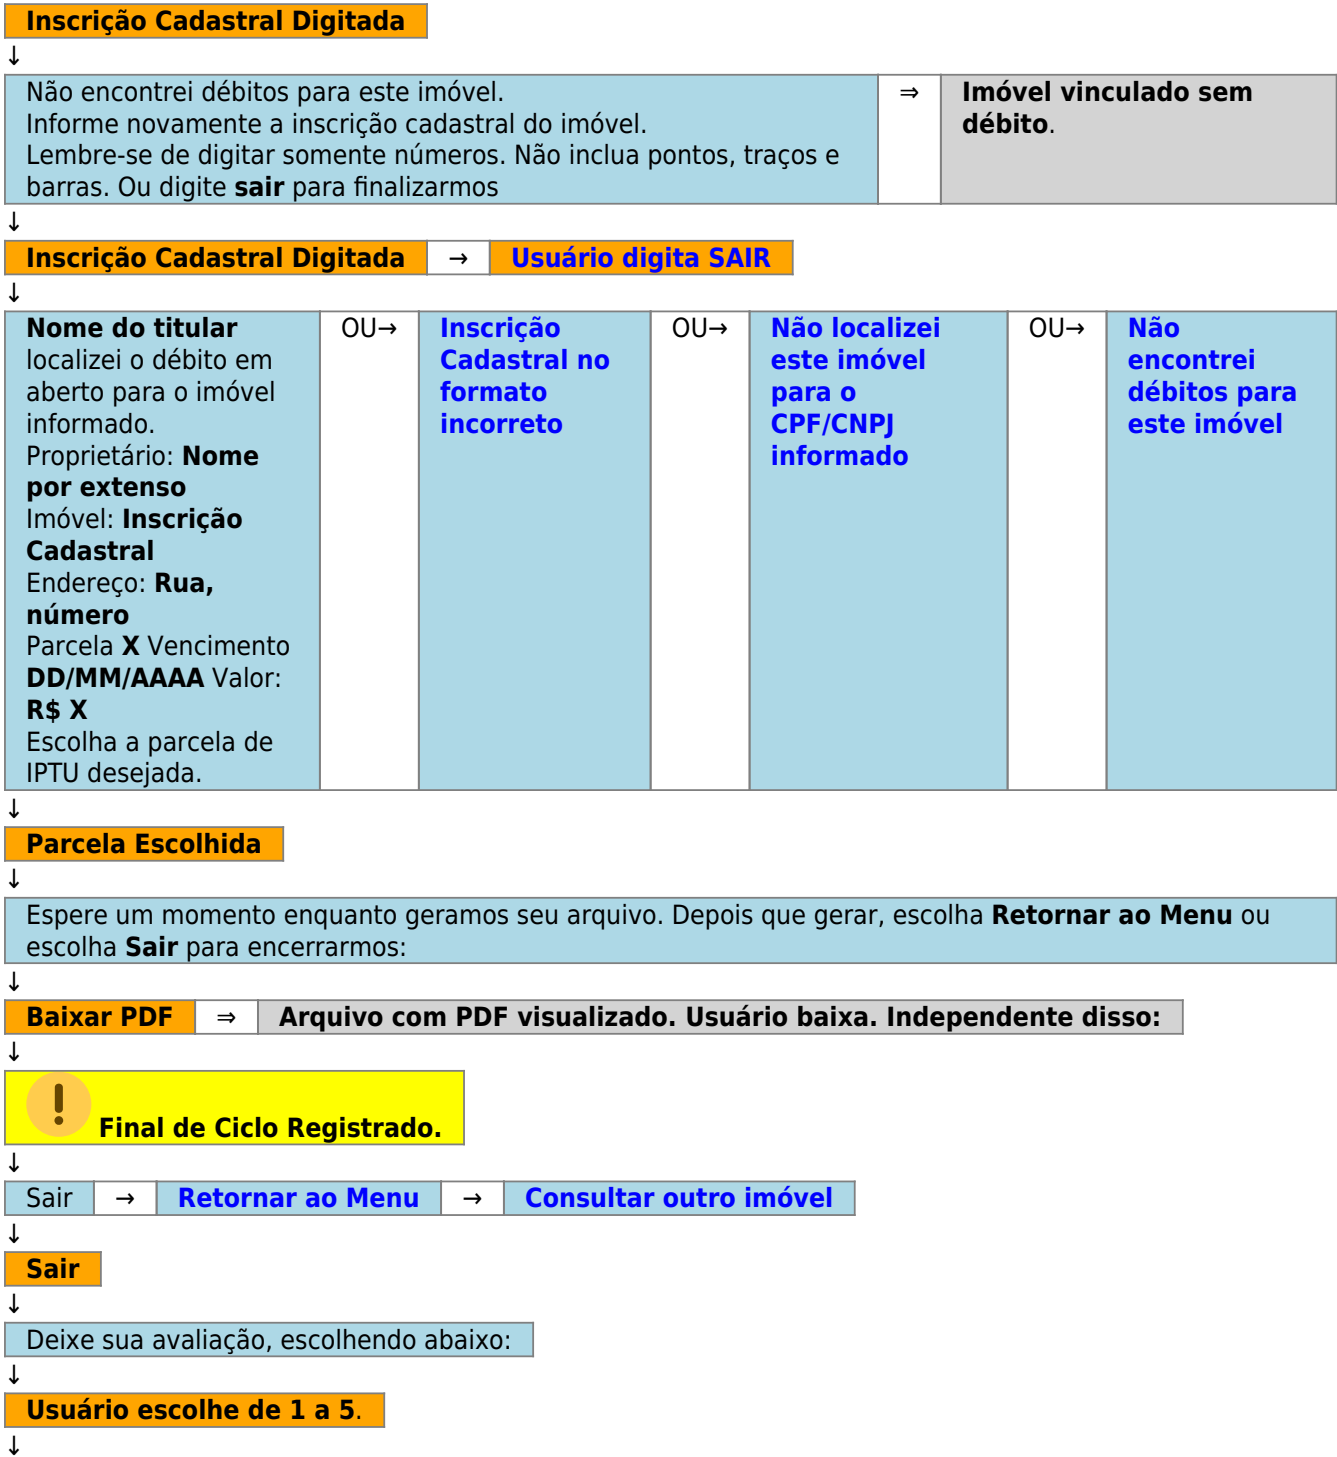 Inscrição Cadastral Digitada
↓
Não encontrei débitos para este imóvel.
Informe novamente a inscrição cadastral do imóvel.
Lembre-se de digitar somente números. Não inclua pontos, traços e
barras. Ou digite sair para finalizarmos
⇒
Imóvel vinculado sem
débito.
↓
Inscrição Cadastral Digitada → Usuário digita SAIR
↓
Nome do titular
localizei o débito em
aberto para o imóvel
informado.
Proprietário: Nome
por extenso
Imóvel: Inscrição
Cadastral
Endereço: Rua,
número
Parcela X Vencimento
DD/MM/AAAA Valor:
R$ X
Escolha a parcela de
IPTU desejada.
OU→
Inscrição
Cadastral no
formato
incorreto
OU→
Não localizei
este imóvel
para o
CPF/CNPJ
informado
OU→
Não
encontrei
débitos para
este imóvel
↓
Parcela Escolhida
↓
Espere um momento enquanto geramos seu arquivo. Depois que gerar, escolha Retornar ao Menu ou
escolha Sair para encerrarmos:
↓
Baixar PDF ⇒ Arquivo com PDF visualizado. Usuário baixa. Independente disso:
↓
Final de Ciclo Registrado.
↓
Sair → Retornar ao Menu → Consultar outro imóvel
↓
Sair
↓
Deixe sua avaliação, escolhendo abaixo:
↓
Usuário escolhe de 1 a 5.
↓